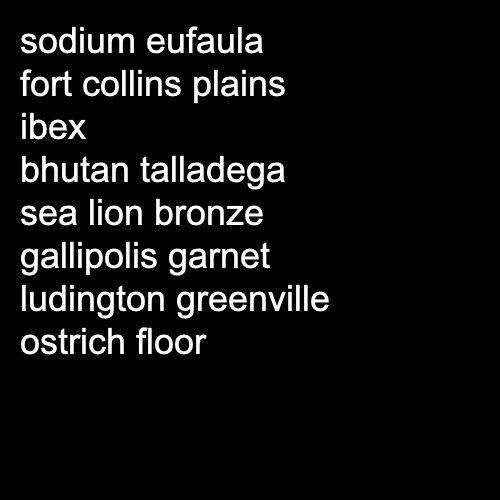 sodium eufaula
fort collins plains
ibex
bhutan talladega
sea lion bronze
gallipolis garnet
ludington greenville
ostrich floor